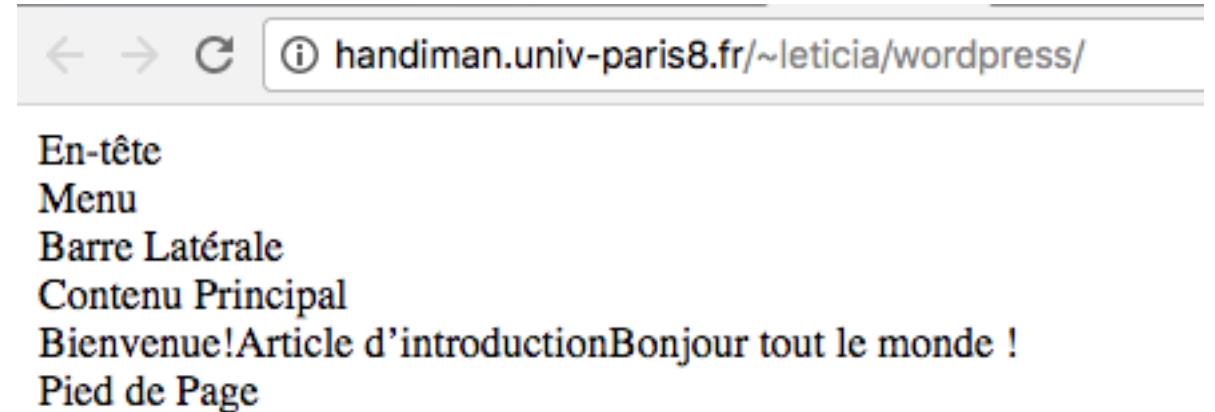 handiman.univ-paris8.fr/~leticia/wordpress/
En-tête
Menu
Barre Latérale
Contenu Principal
Bienvenue!Article d’introductionBonjour tout le monde !
Pied de Page